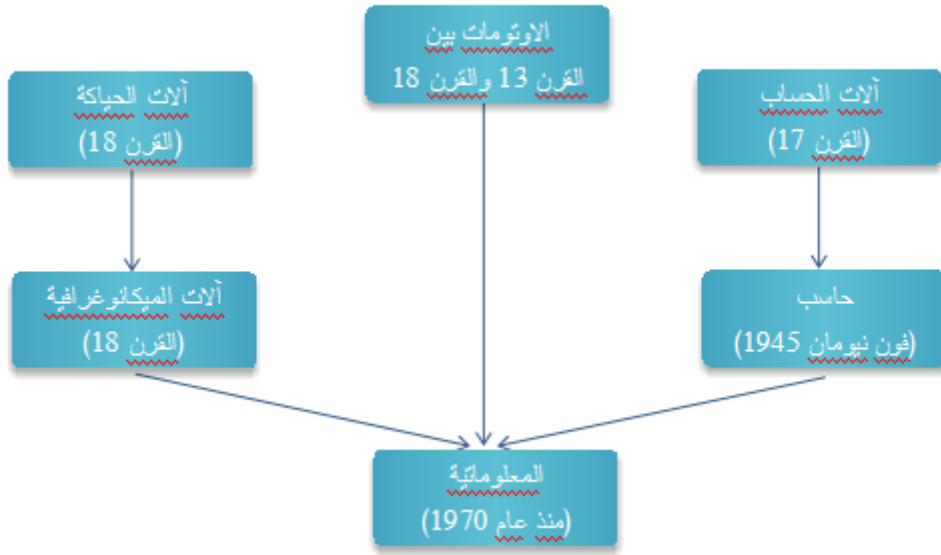 الاوتومات بين
القرن 13 والقرن 18
آلات الحساب
(القرن 17)
آلات الحياكة
(القرن 18)
حاسب
(فون نيومان 1945)
آلات الميكانوغرافية
(القرن 18)
المعلوماتية
(منذ عام 1970)